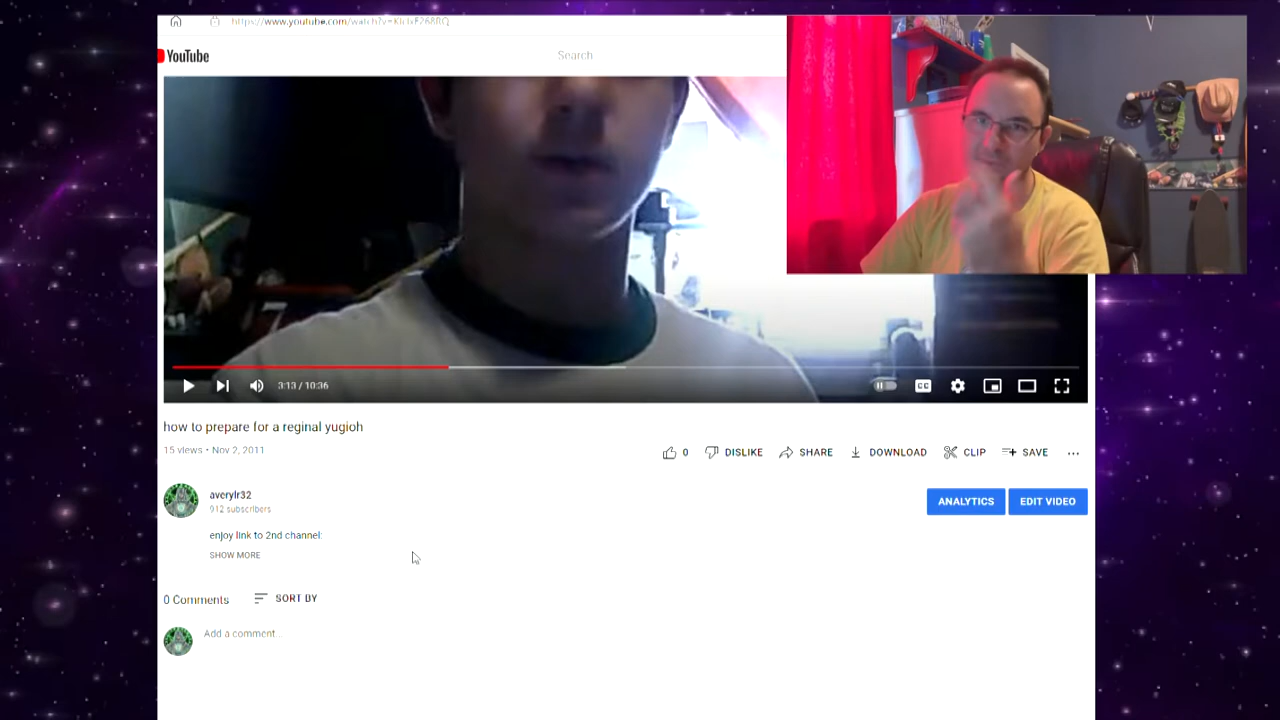 https://www.youtube.com/watch?v=
YouTube
Search
3:13 / 10:36
CC
how to prepare for a reginal yugioh
15 views • Nov 2, 2011
0
DISLIKE
SHARE
DOWNLOAD
CLIP
SAVE
...
averylr32
912 subscribers
ANALYTICS
EDIT VIDEO
enjoy link to 2nd channel:
SHOW MORE
0 Comments
SORT BY
Add a comment...